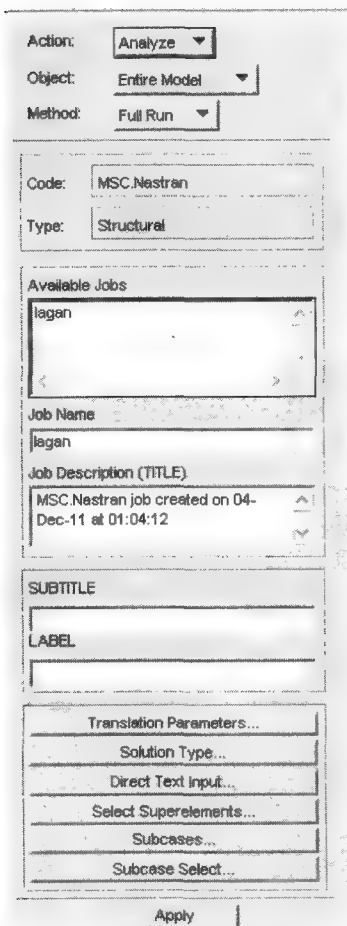 Action: Analyze
Object: Entire Model
Method: Full Run
Code: MSC.Nastran
Type: Structural
Available Jobs
lagan
Job Name
lagan
Job Description (TITLE)
MSC.Nastran job created on 04-
Dec-11 at 01:04:12
SUBTITLE
LABEL
Translation Parameters...
Solution Type...
Direct Text Input...
Select Superelements...
Subcases...
Subcase Select...
Apply